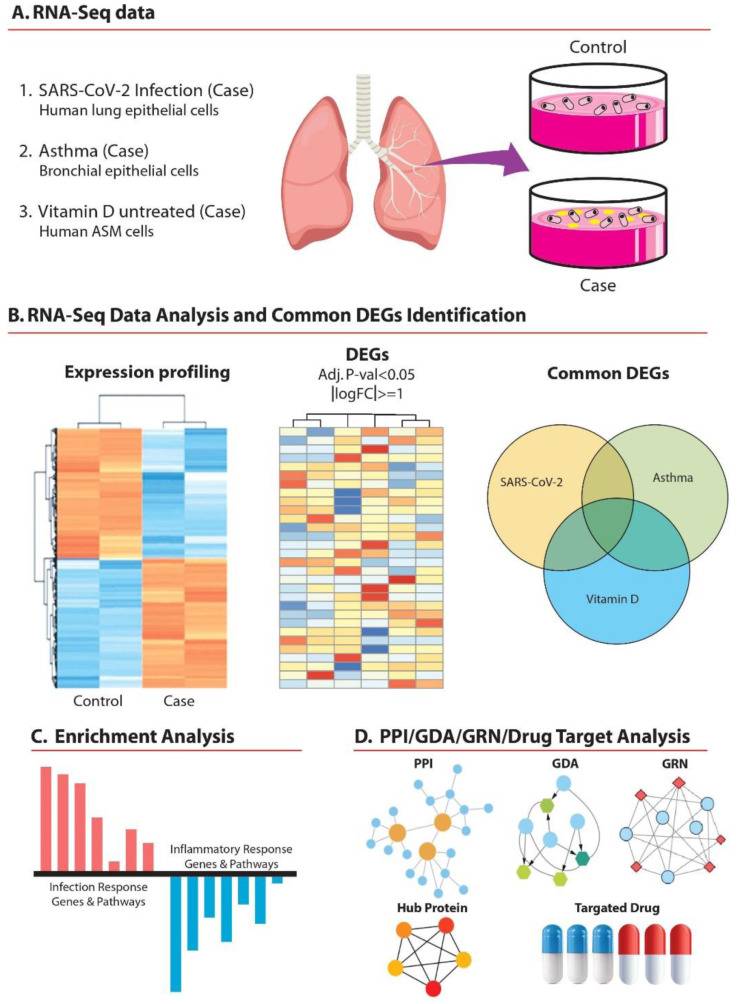 A. RNA-Seq data
Control
1. SARS-CoV-2 Infection (Case)
Human lung epithelial cells
2. Asthma (Case)
Bronchial epithelial cells
3. Vitamin D untreated (Case)
Human ASM cells
Case
B. RNA-Seq Data Analysis and Common DEGs Identification
Expression profiling
DEGs
Adj. P-val<0.05
|logFC|>=1
Common DEGs
SARS-CoV-2
Asthma
Vitamin D
Control
Case
C. Enrichment Analysis
Inflammatory Response
Genes & Pathways
Infection Response
Genes & Pathways
D. PPI/GDA/GRN/Drug Target Analysis
PPI
GDA
GRN
Hub Protein
Targated Drug